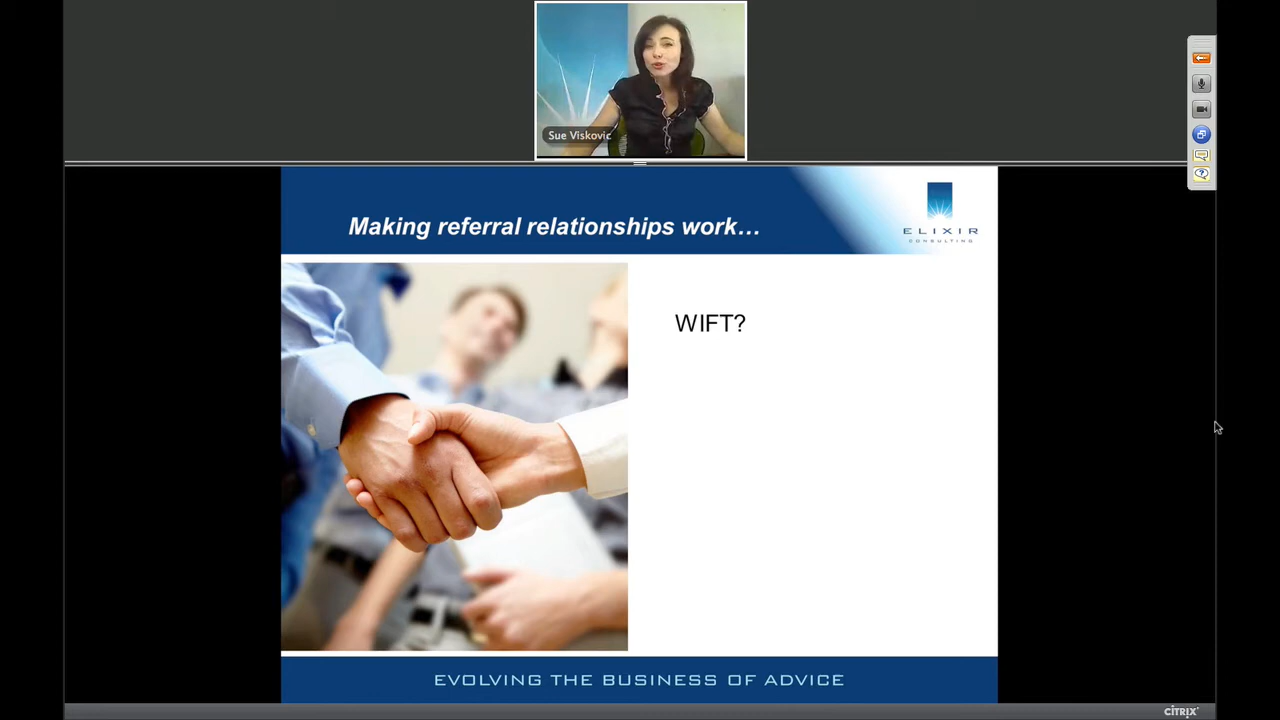 Sue Viskovic
Making referral relationships work...
ELIXIR
CONSULTING
WIFT?
EVOLVING THE BUSINESS OF ADVICE
CITRIX